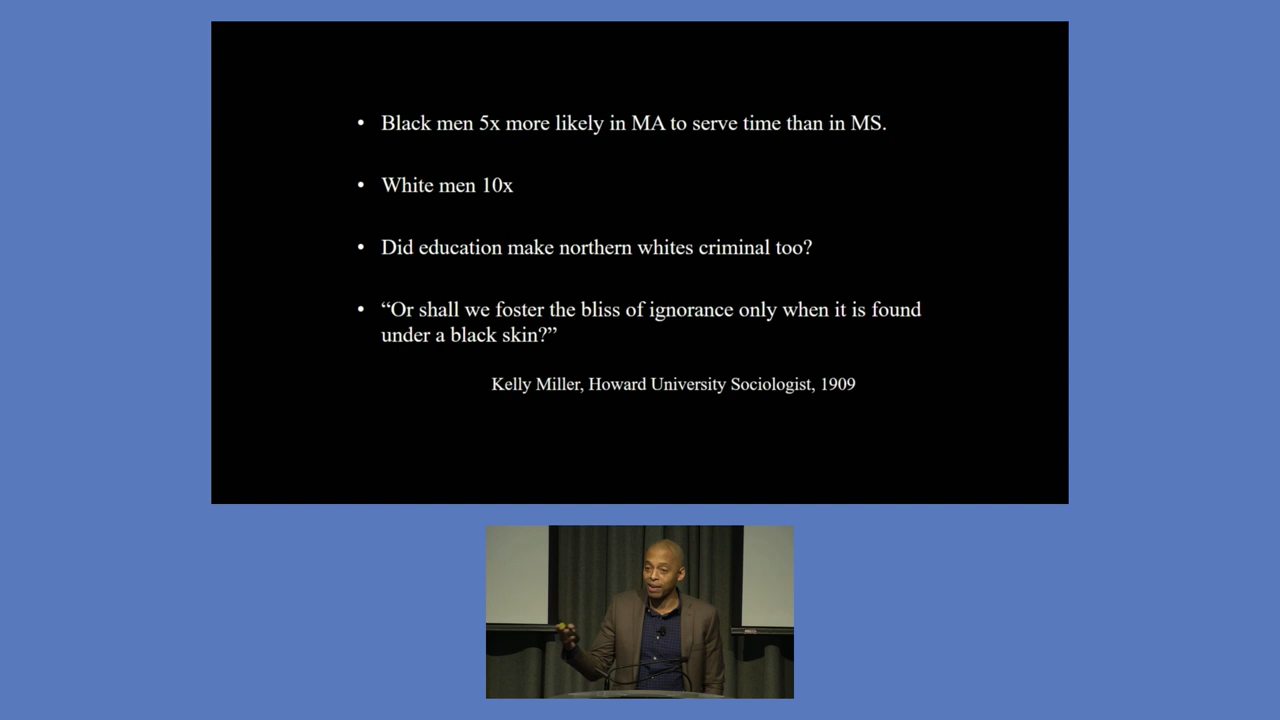 • Black men 5x more likely in MA to serve time than in MS.
• White men 10x
• Did education make northern whites criminal too?
• “Or shall we foster the bliss of ignorance only when it is found
under a black skin?”
Kelly Miller, Howard University Sociologist, 1909